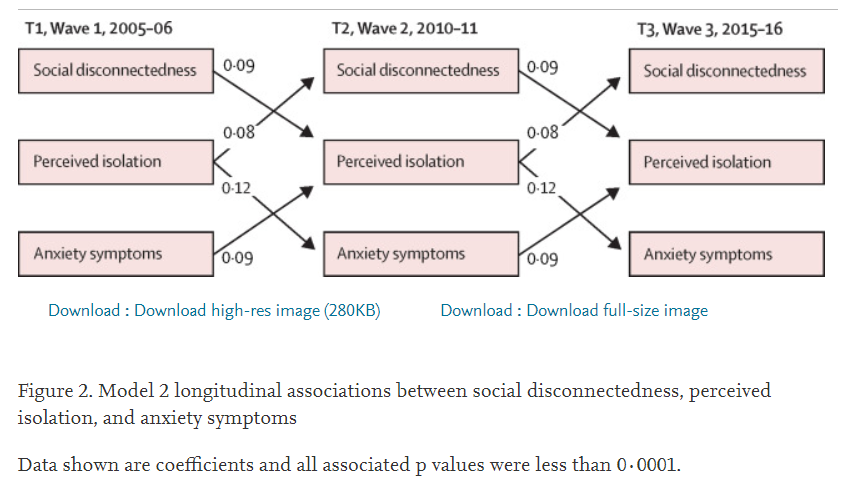 T1, Wave 1, 2005–06
T2, Wave 2, 2010–11
T3, Wave 3, 2015–16
Social disconnectedness
0·09
Social disconnectedness
0·09
Social disconnectedness
0·08
0·08
Perceived isolation
Perceived isolation
Perceived isolation
0·12
0·12
Anxiety symptoms
0·09
Anxiety symptoms
0·09
Anxiety symptoms
Download : Download high-res image (280KB)
Download : Download full-size image
Figure 2. Model 2 longitudinal associations between social disconnectedness, perceived
isolation, and anxiety symptoms
Data shown are coefficients and all associated p values were less than 0·0001.